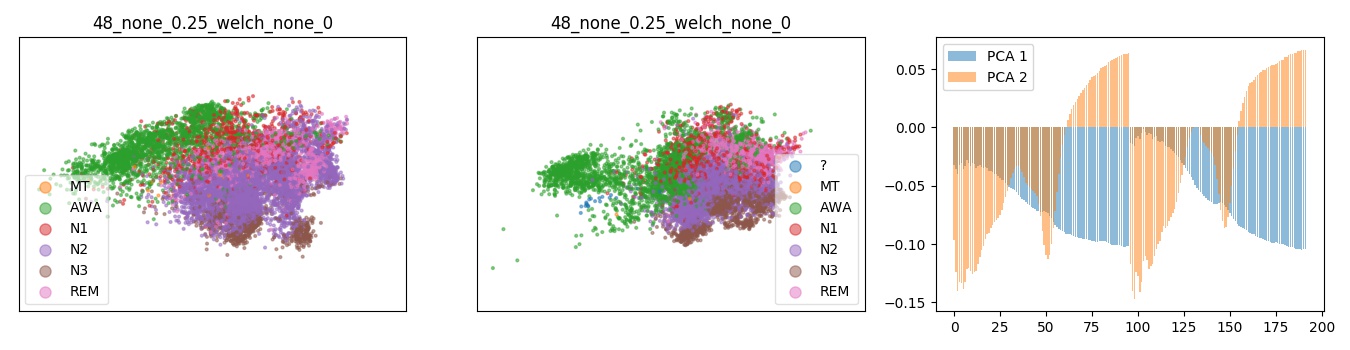 48_none_0.25_welch_none_0
MT
AWA
N1
N2
N3
REM
48_none_0.25_welch_none_0
?
MT
AWA
N1
N2
N3
REM
PCA 1
PCA 2
0.05
0.00
−0.05
−0.10
−0.15
0 25 50 75 100 125 150 175 200